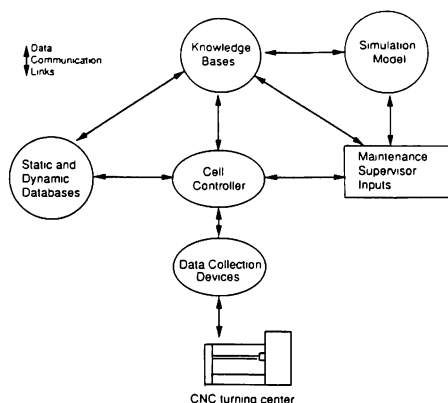 Data
Communication
Links
Knowledge
Bases
Simulation
Model
Static and
Dynamic
Databases
Cell
Controller
Maintenance
Supervisor
Inputs
Data Collection
Devices
CNC turning center